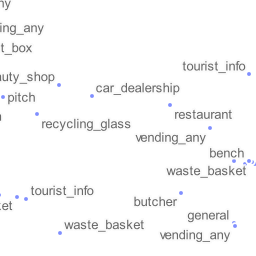 ny
ing_any
t_box
tourist_info
uty_shop
car_dealership
pitch
restaurant
recycling_glass
vending_any
bench
waste_basket
tourist_info
butcher
ket
general
waste_basket
vending_any